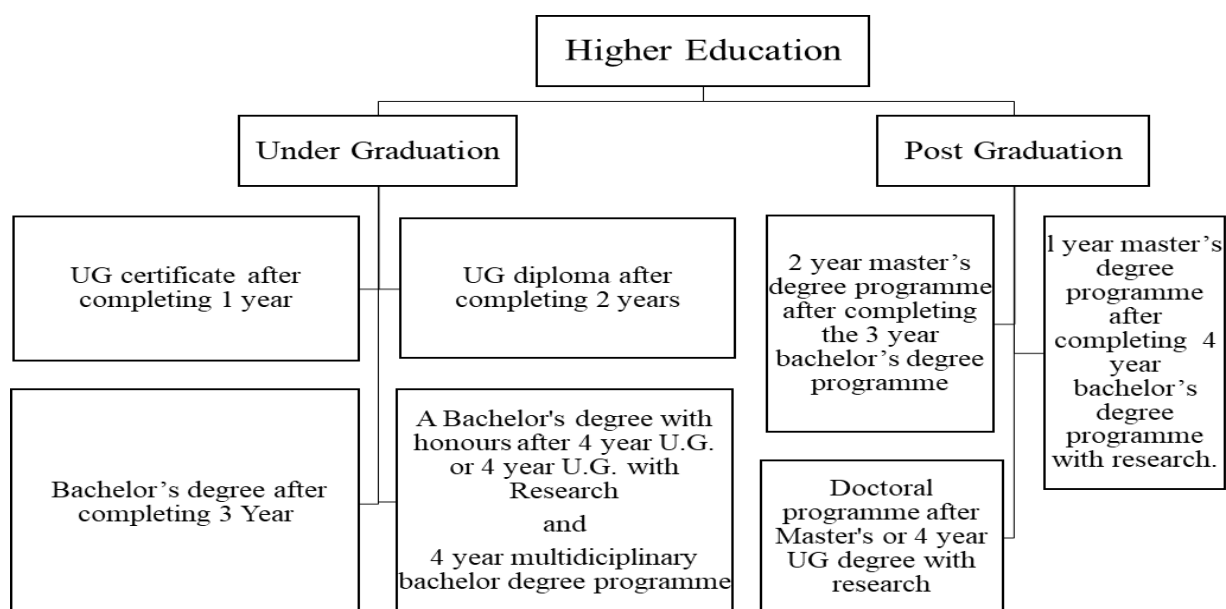 Higher Education
Under Graduation
Post Graduation
UG certificate after
completing 1 year
UG diploma after
completing 2 years
Bachelor’s degree after
completing 3 Year
A Bachelor's degree with
honours after 4 year U.G.
or 4 year U.G. with
Research
and
4 year multidiciplinary
bachelor degree programme
2 year master’s
degree programme
after completing
the 3 year
bachelor’s degree
programme
1 year master’s
degree
programme
after
completing 4
year
bachelor’s
degree
programme
with research.
Doctoral
programme after
Master's or 4 year
UG degree with
research